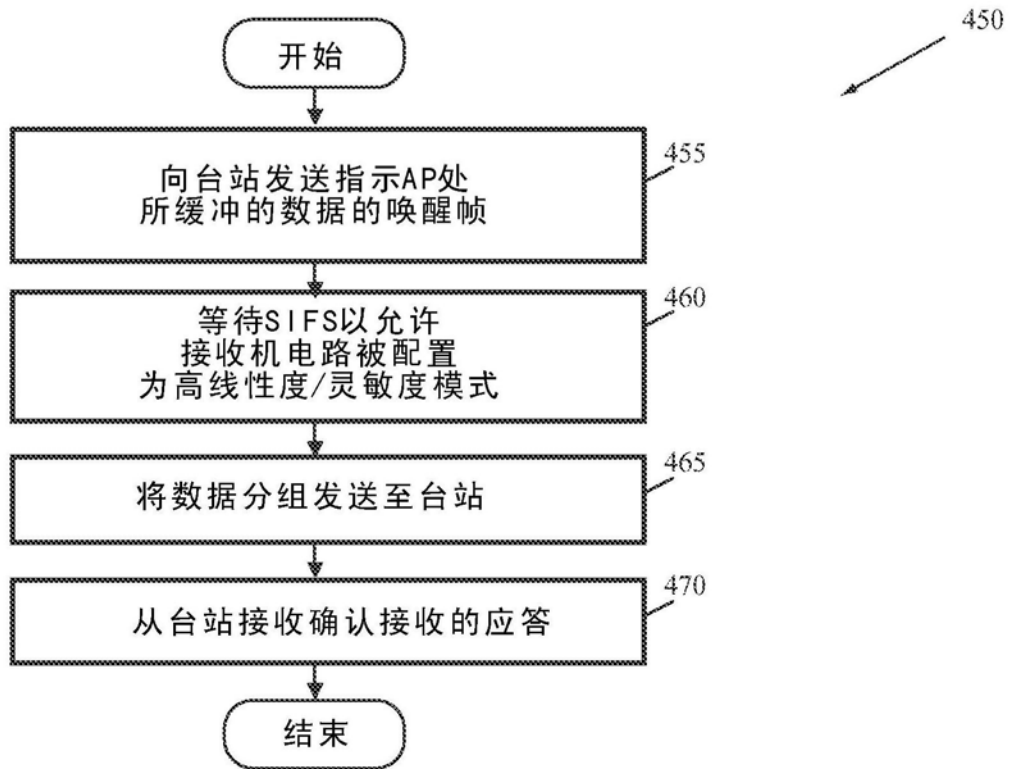 450
开始
455
向台站发送指示AP处
所缓冲的数据的唤醒帧
460
等待SIFS以允许
接收机电路被配置
为高线性度/灵敏度模式
465
将数据分组发送至台站
470
从台站接收确认接收的应答
结束